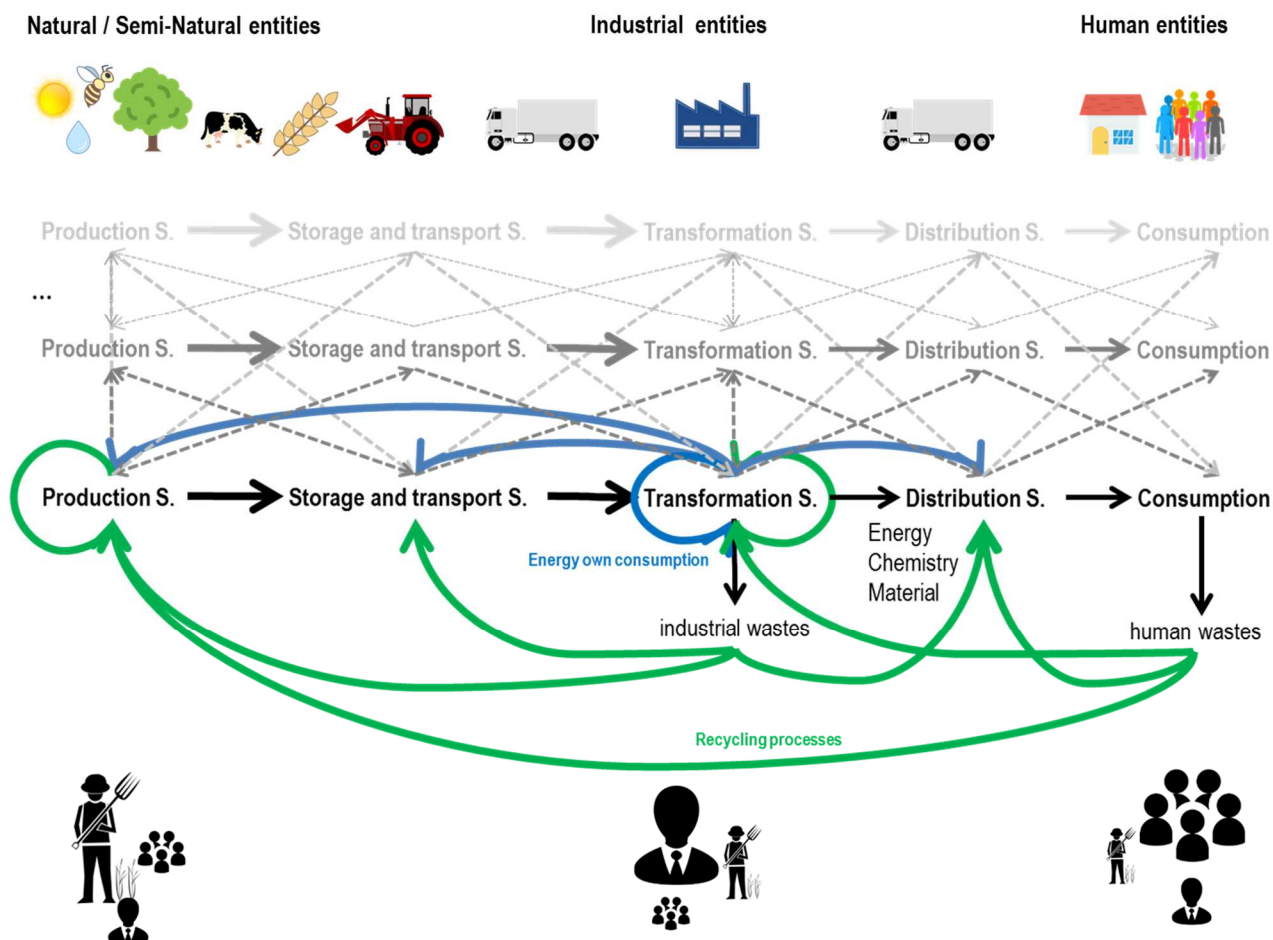 Natural / Semi-Natural entities
Industrial entities
Human entities
Production S.
Storage and transport S.
Transformation S.
Distribution S.
Consumption
...
Production S.
Storage and transport S.
Transformation S.
Distribution S.
Consumption
Production S.
Storage and transport S.
Transformation S.
Distribution S.
Consumption
Energy own consumption
Energy
Chemistry
Material
industrial wastes
human wastes
Recycling processes